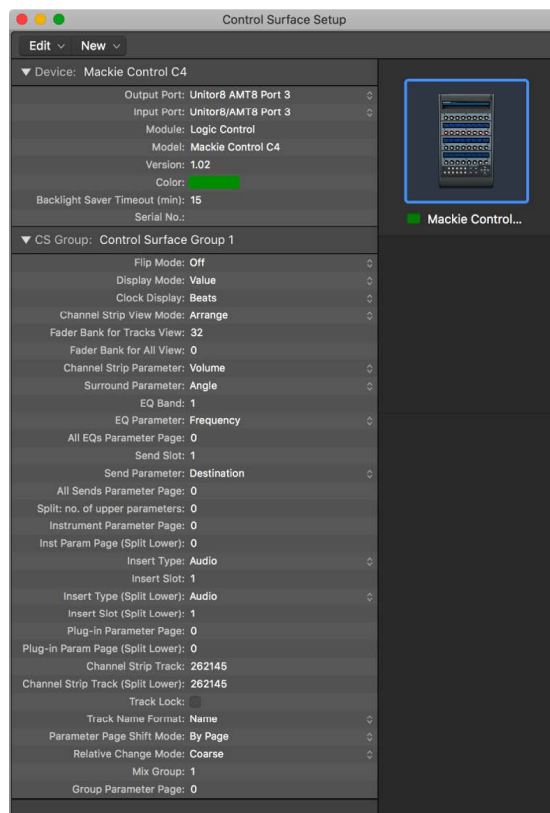 Control Surface Setup
Edit New
Device: Mackie Control C4
Output Port: Unitor8 AMT8 Port 3
Input Port: Unitor8/AMT8 Port 3
Module: Logic Control
Model: Mackie Control C4
Version: 1.02
Color:
Backlight Saver Timeout (min): 15
Serial No.:
CS Group: Control Surface Group 1
Flip Mode: Off
Display Mode: Value
Clock Display: Beats
Channel Strip View Mode: Arrange
Fader Bank for Tracks View: 32
Fader Bank for All View: 0
Channel Strip Parameter: Volume
Surround Parameter: Angle
EQ Band: 1
EQ Parameter: Frequency
All EQs Parameter Page: 0
Send Slot: 1
Send Parameter: Destination
All Sends Parameter Page: 0
Split: no. of upper parameters: 0
Instrument Parameter Page: 0
Inst Param Page (Split Lower): 0
Insert Type: Audio
Insert Slot: 1
Insert Type (Split Lower): Audio
Insert Slot (Split Lower): 1
Plug-in Parameter Page: 0
Plug-in Param Page (Split Lower): 0
Channel Strip Track: 262145
Channel Strip Track (Split Lower): 262145
Track Lock:
Track Name Format: Name
Parameter Page Shift Mode: By Page
Relative Change Mode: Coarse
Mix Group: 1
Group Parameter Page: 0
Mackie Control...